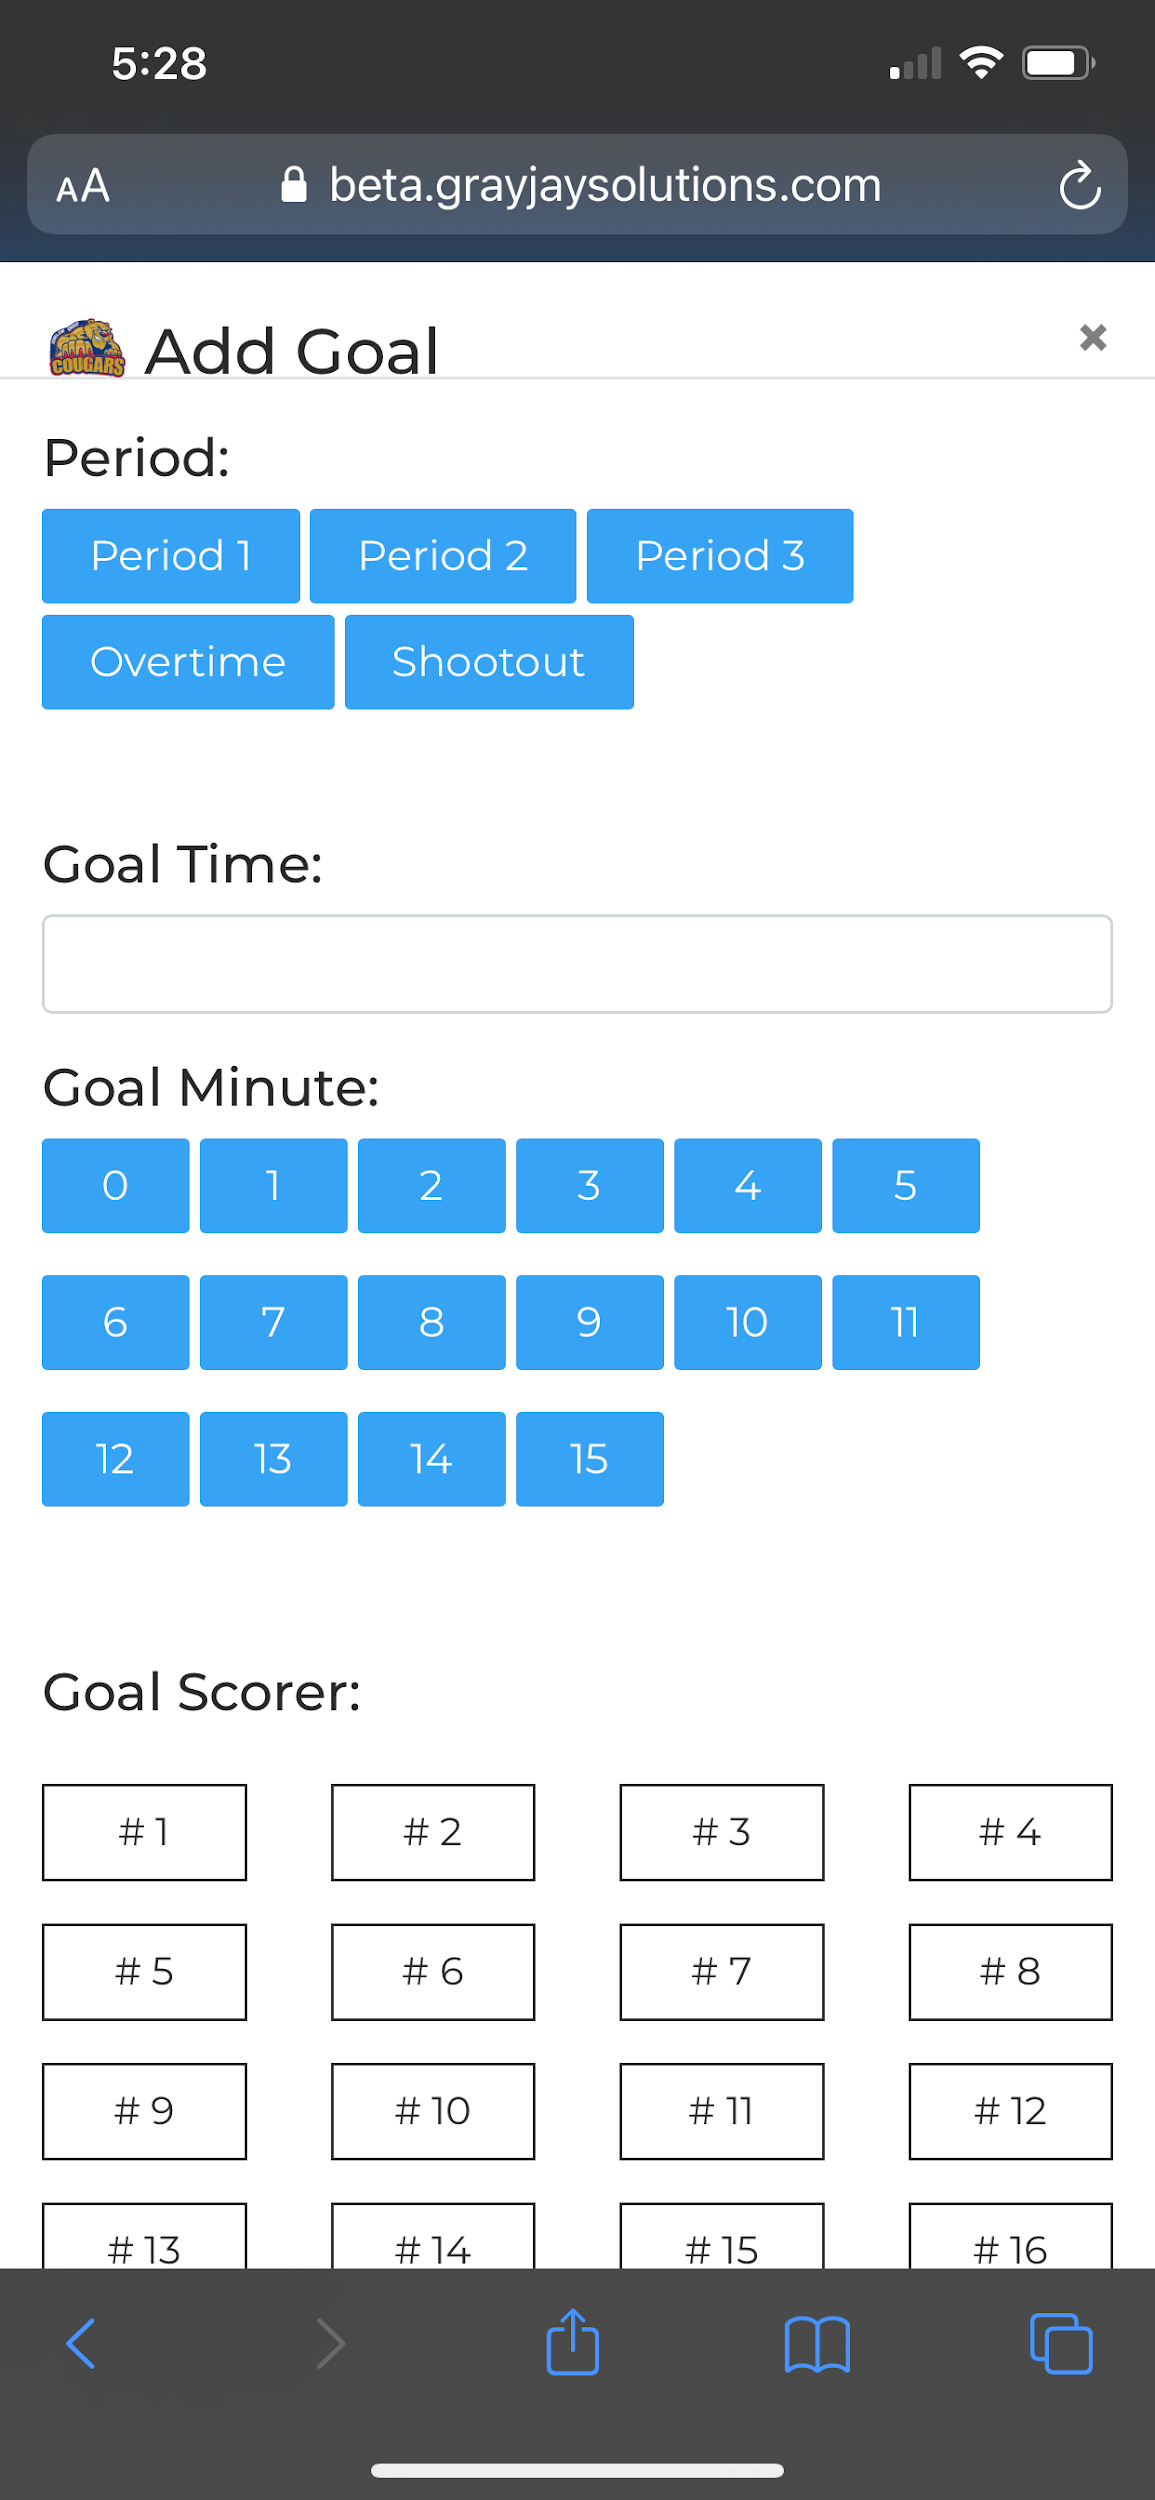 5:28
AA beta.grayjaysolutions.com
COUGARS Add Goal
Period:
Period 1 Period 2 Period 3
Overtime Shootout
Goal Time:
Goal Minute:
0 1 2 3 4 5
6 7 8 9 10 11
12 13 14 15
Goal Scorer:
# 1 # 2 # 3 # 4
# 5 # 6 # 7 # 8
# 9 # 10 # 11 # 12
# 13 # 14 # 15 # 16